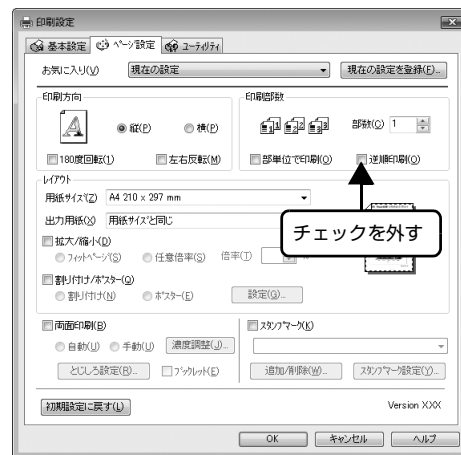 印刷設定
基本設定 ページ設定 ユーティリティ
お気に入り(V) 現在の設定 現在の設定を登録(F)...
印刷方向
縦(P) 横(P)
180度回転(1) 左右反転(M)
印刷部数
1 1 2 2 3 3 部数(C) 1
部単位で印刷(O) 逆順印刷(O)
レイアウト
用紙サイズ(Z) A4 210 x 297 mm
出力用紙(X) 用紙サイズと同じ
チェックを外す
拡大/縮小(D)
フィットページ(S) 任意倍率(S) 倍率(T) %
割り付け/ポスター(Q)
割り付け(N) ポスター(E) 設定(G)...
両面印刷(B)
自動(U) 手動(U) 濃度調整(J)...
とじしろ設定(R)... ブックレット(E)
スタンプマーク(K)
追加/削除(W)... スタンプマーク設定(Y)...
初期設定に戻す(L) Version X.XX
OK キャンセル ヘルプ